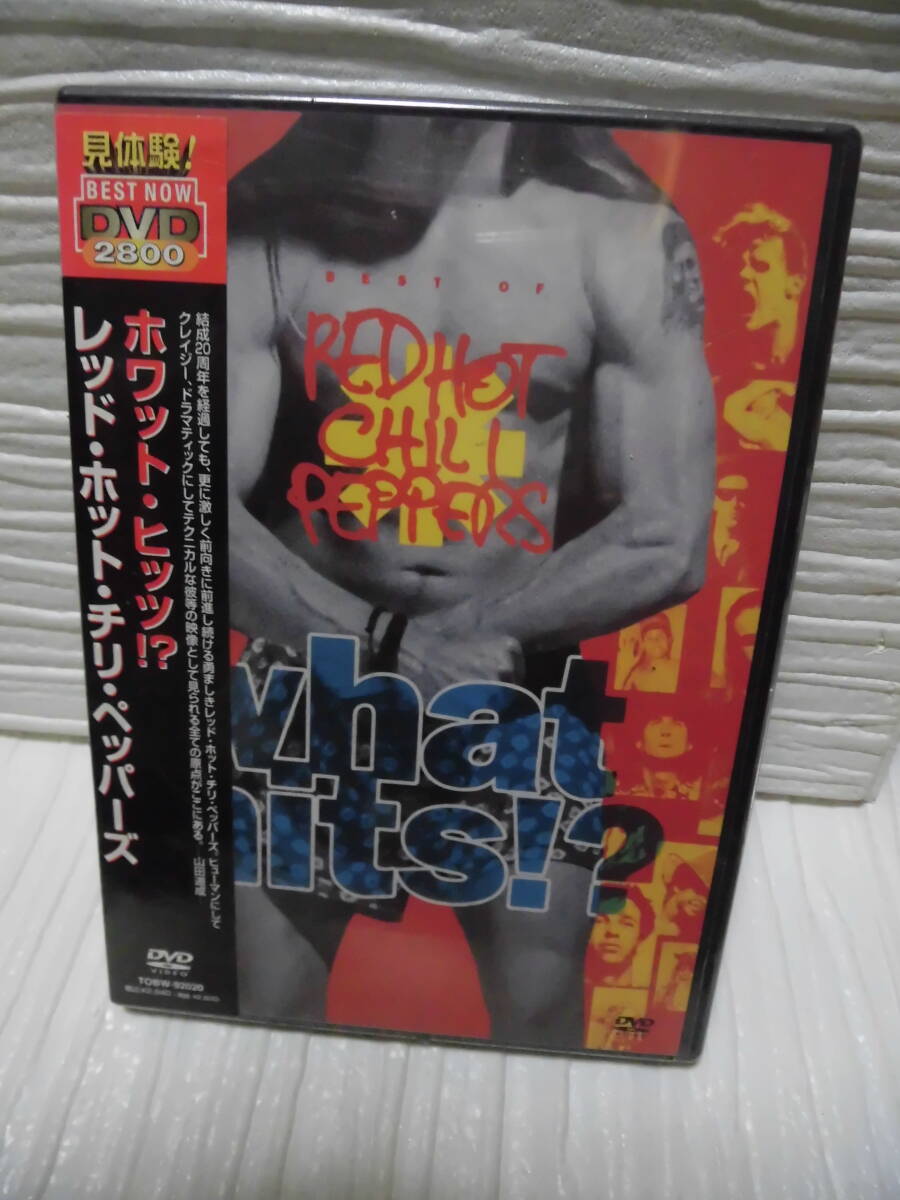 見体験!
BEST NOW
DVD
2800
ホワット・ヒッツ!?
レッド・ホット・チリ・ペッパーズ
結成20周年を経過しても、更に激しく前向きに前進し続ける勇ましきレッド・ホット・チリ・ペッパーズ。ヒューマンにして
クレイジー、ドラマティックにしてテクニカルな彼等の映像として見られる全ての原点がここにある。
DVD
VIDEO
TOBW-92020
BEST OF
RED HOT
CHILI
PEPPERS
what
hits!?
DVD